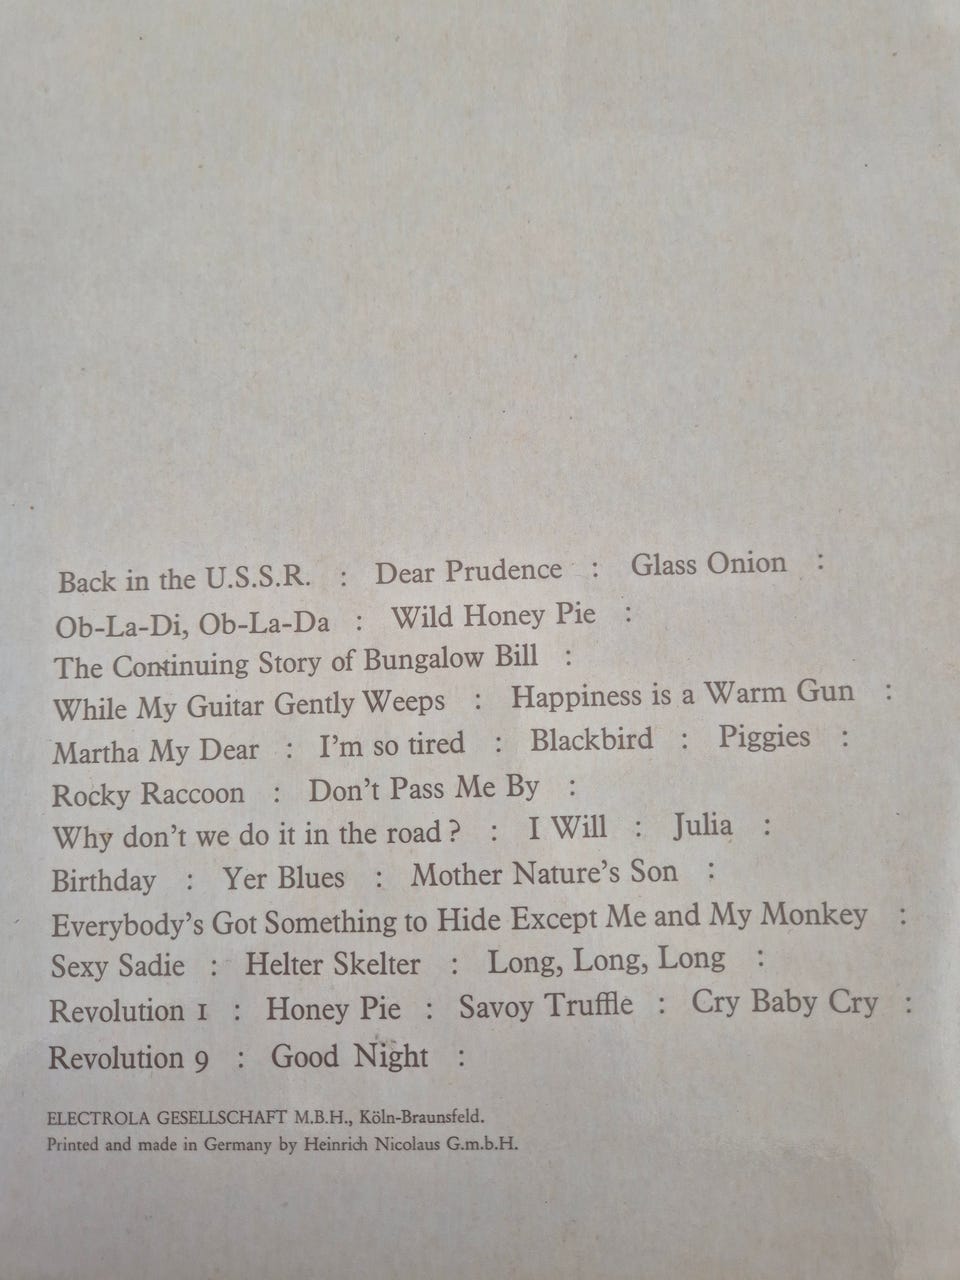 Back in the U.S.S.R. : Dear Prudence : Glass Onion :
Ob-La-Di, Ob-La-Da : Wild Honey Pie :
The Continuing Story of Bungalow Bill :
While My Guitar Gently Weeps : Happiness is a Warm Gun :
Martha My Dear : I'm so tired : Blackbird : Piggies :
Rocky Raccoon : Don't Pass Me By :
Why don't we do it in the road? : I Will : Julia :
Birthday : Yer Blues : Mother Nature's Son :
Everybody's Got Something to Hide Except Me and My Monkey :
Sexy Sadie : Helter Skelter : Long, Long, Long :
Revolution 1 : Honey Pie : Savoy Truffle : Cry Baby Cry :
Revolution 9 : Good Night :
ELECTROLA GESELLSCHAFT M.B.H., Köln-Braunsfeld.
Printed and made in Germany by Heinrich Nicolaus G.m.b.H.